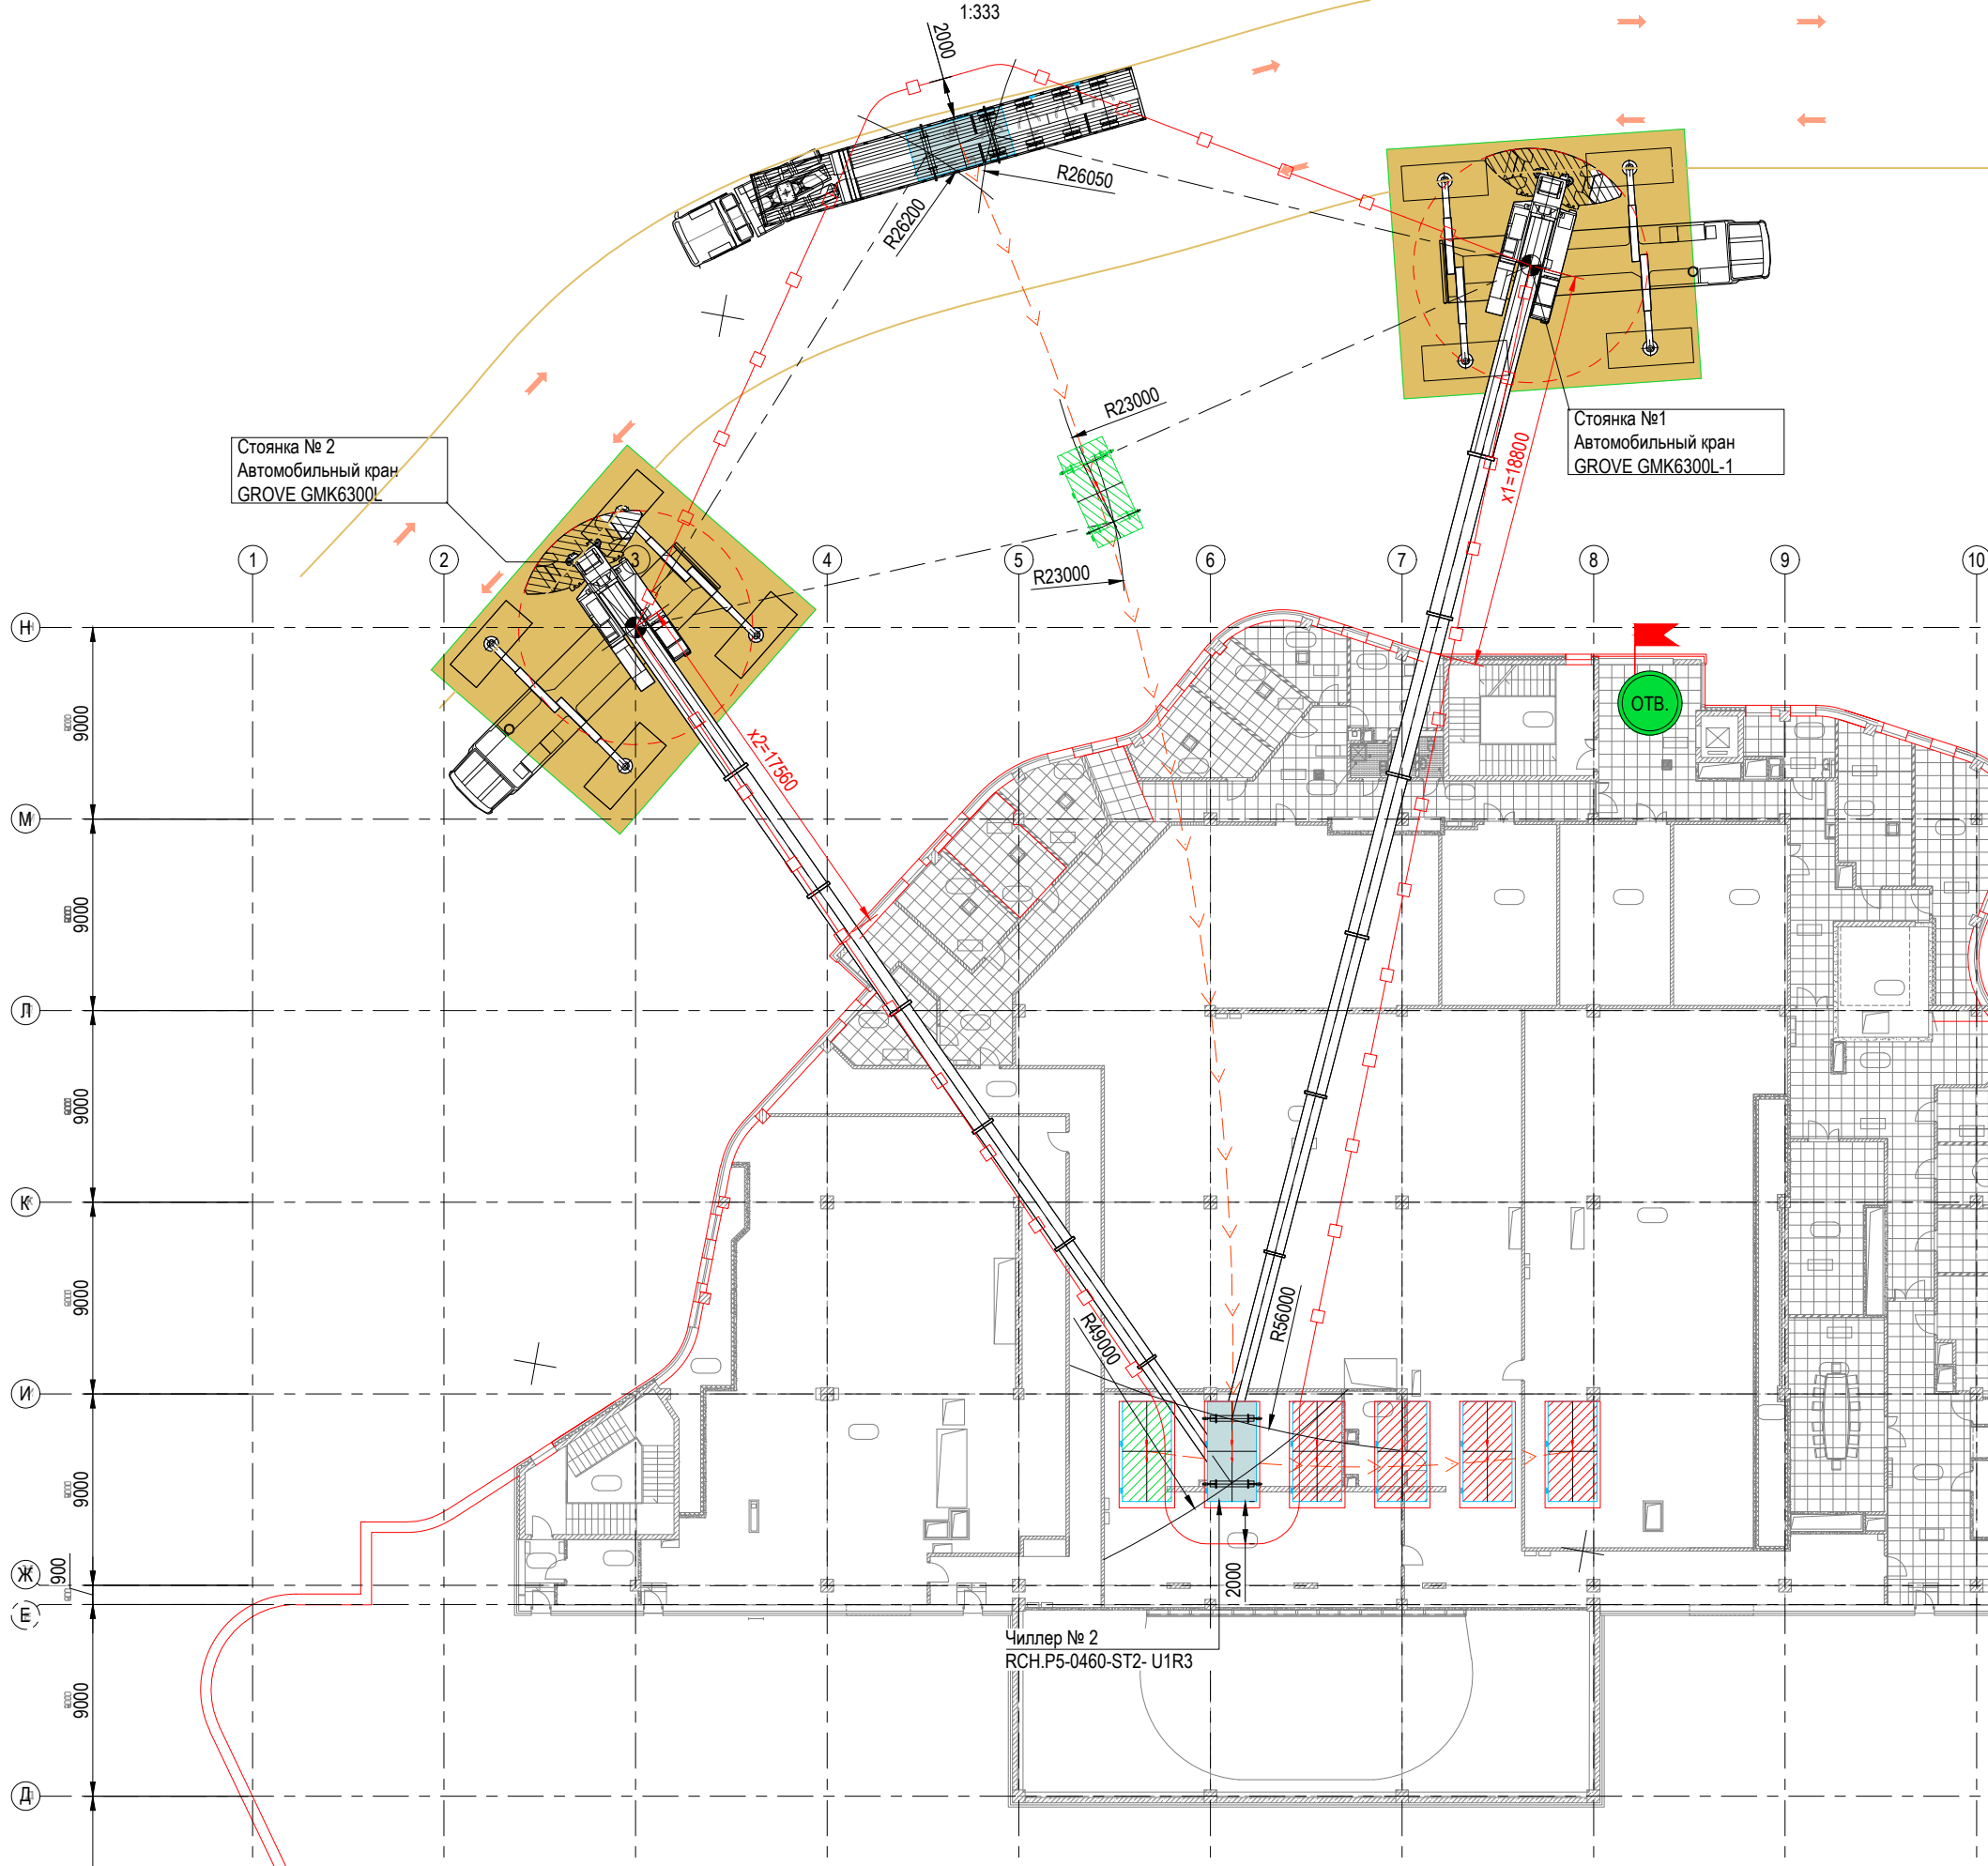 1:333
2000
R26050
R26200
Стоянка №1
Автомобильный кран
GROVE GMK6300L-1
R23000
x1=18800
Стоянка № 2
Автомобильный кран
GROVE GMK6300L
R23000
1
2
3
4
5
6
7
8
9
10
Н
ОТВ.
9000
x2=17560
М
9000
Л
9000
К
9000
R56000
R49000
И
9000
Ж
900
2000
Е
Чиллер № 2
RCH.P5-0460-ST2- U1R3
9000
Д